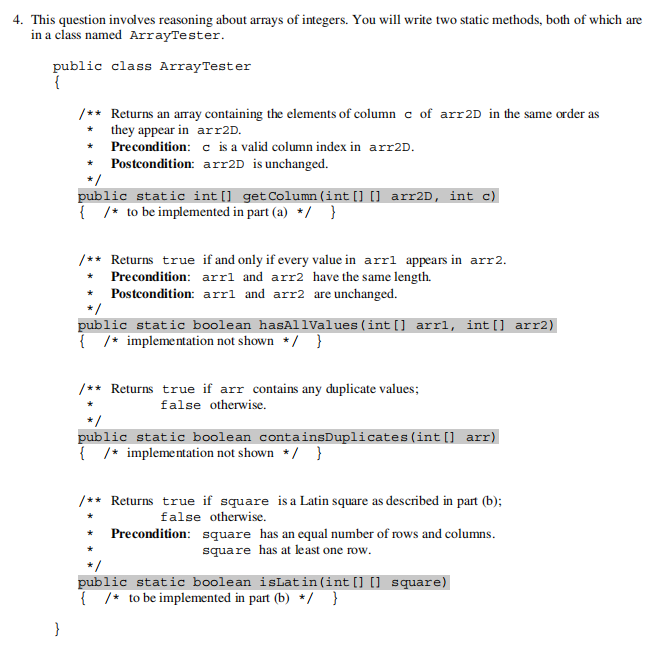 4. This question involves reasoning about arrays of integers. You will write two static methods, both of which are
in a class named ArrayTester.
public class ArrayTester
{
/** Returns an array containing the elements of column c of arr2D in the same order as
* they appear in arr2D.
* Precondition: c is a valid column index in arr2D.
* Postcondition: arr2D is unchanged.
*/
public static int[] getColumn(int[][] arr2D, int c)
{ /* to be implemented in part (a) */ }
/** Returns true if and only if every value in arr1 appears in arr2.
* Precondition: arr1 and arr2 have the same length.
* Postcondition: arr1 and arr2 are unchanged.
*/
public static boolean hasAllValues(int[] arr1, int[] arr2)
{ /* implementation not shown */ }
/** Returns true if arr contains any duplicate values;
* false otherwise.
*/
public static boolean containsDuplicates(int[] arr)
{ /* implementation not shown */ }
/** Returns true if square is a Latin square as described in part (b);
* false otherwise.
* Precondition: square has an equal number of rows and columns.
* square has at least one row.
*/
public static boolean isLatin(int[][] square)
{ /* to be implemented in part (b) */ }
}